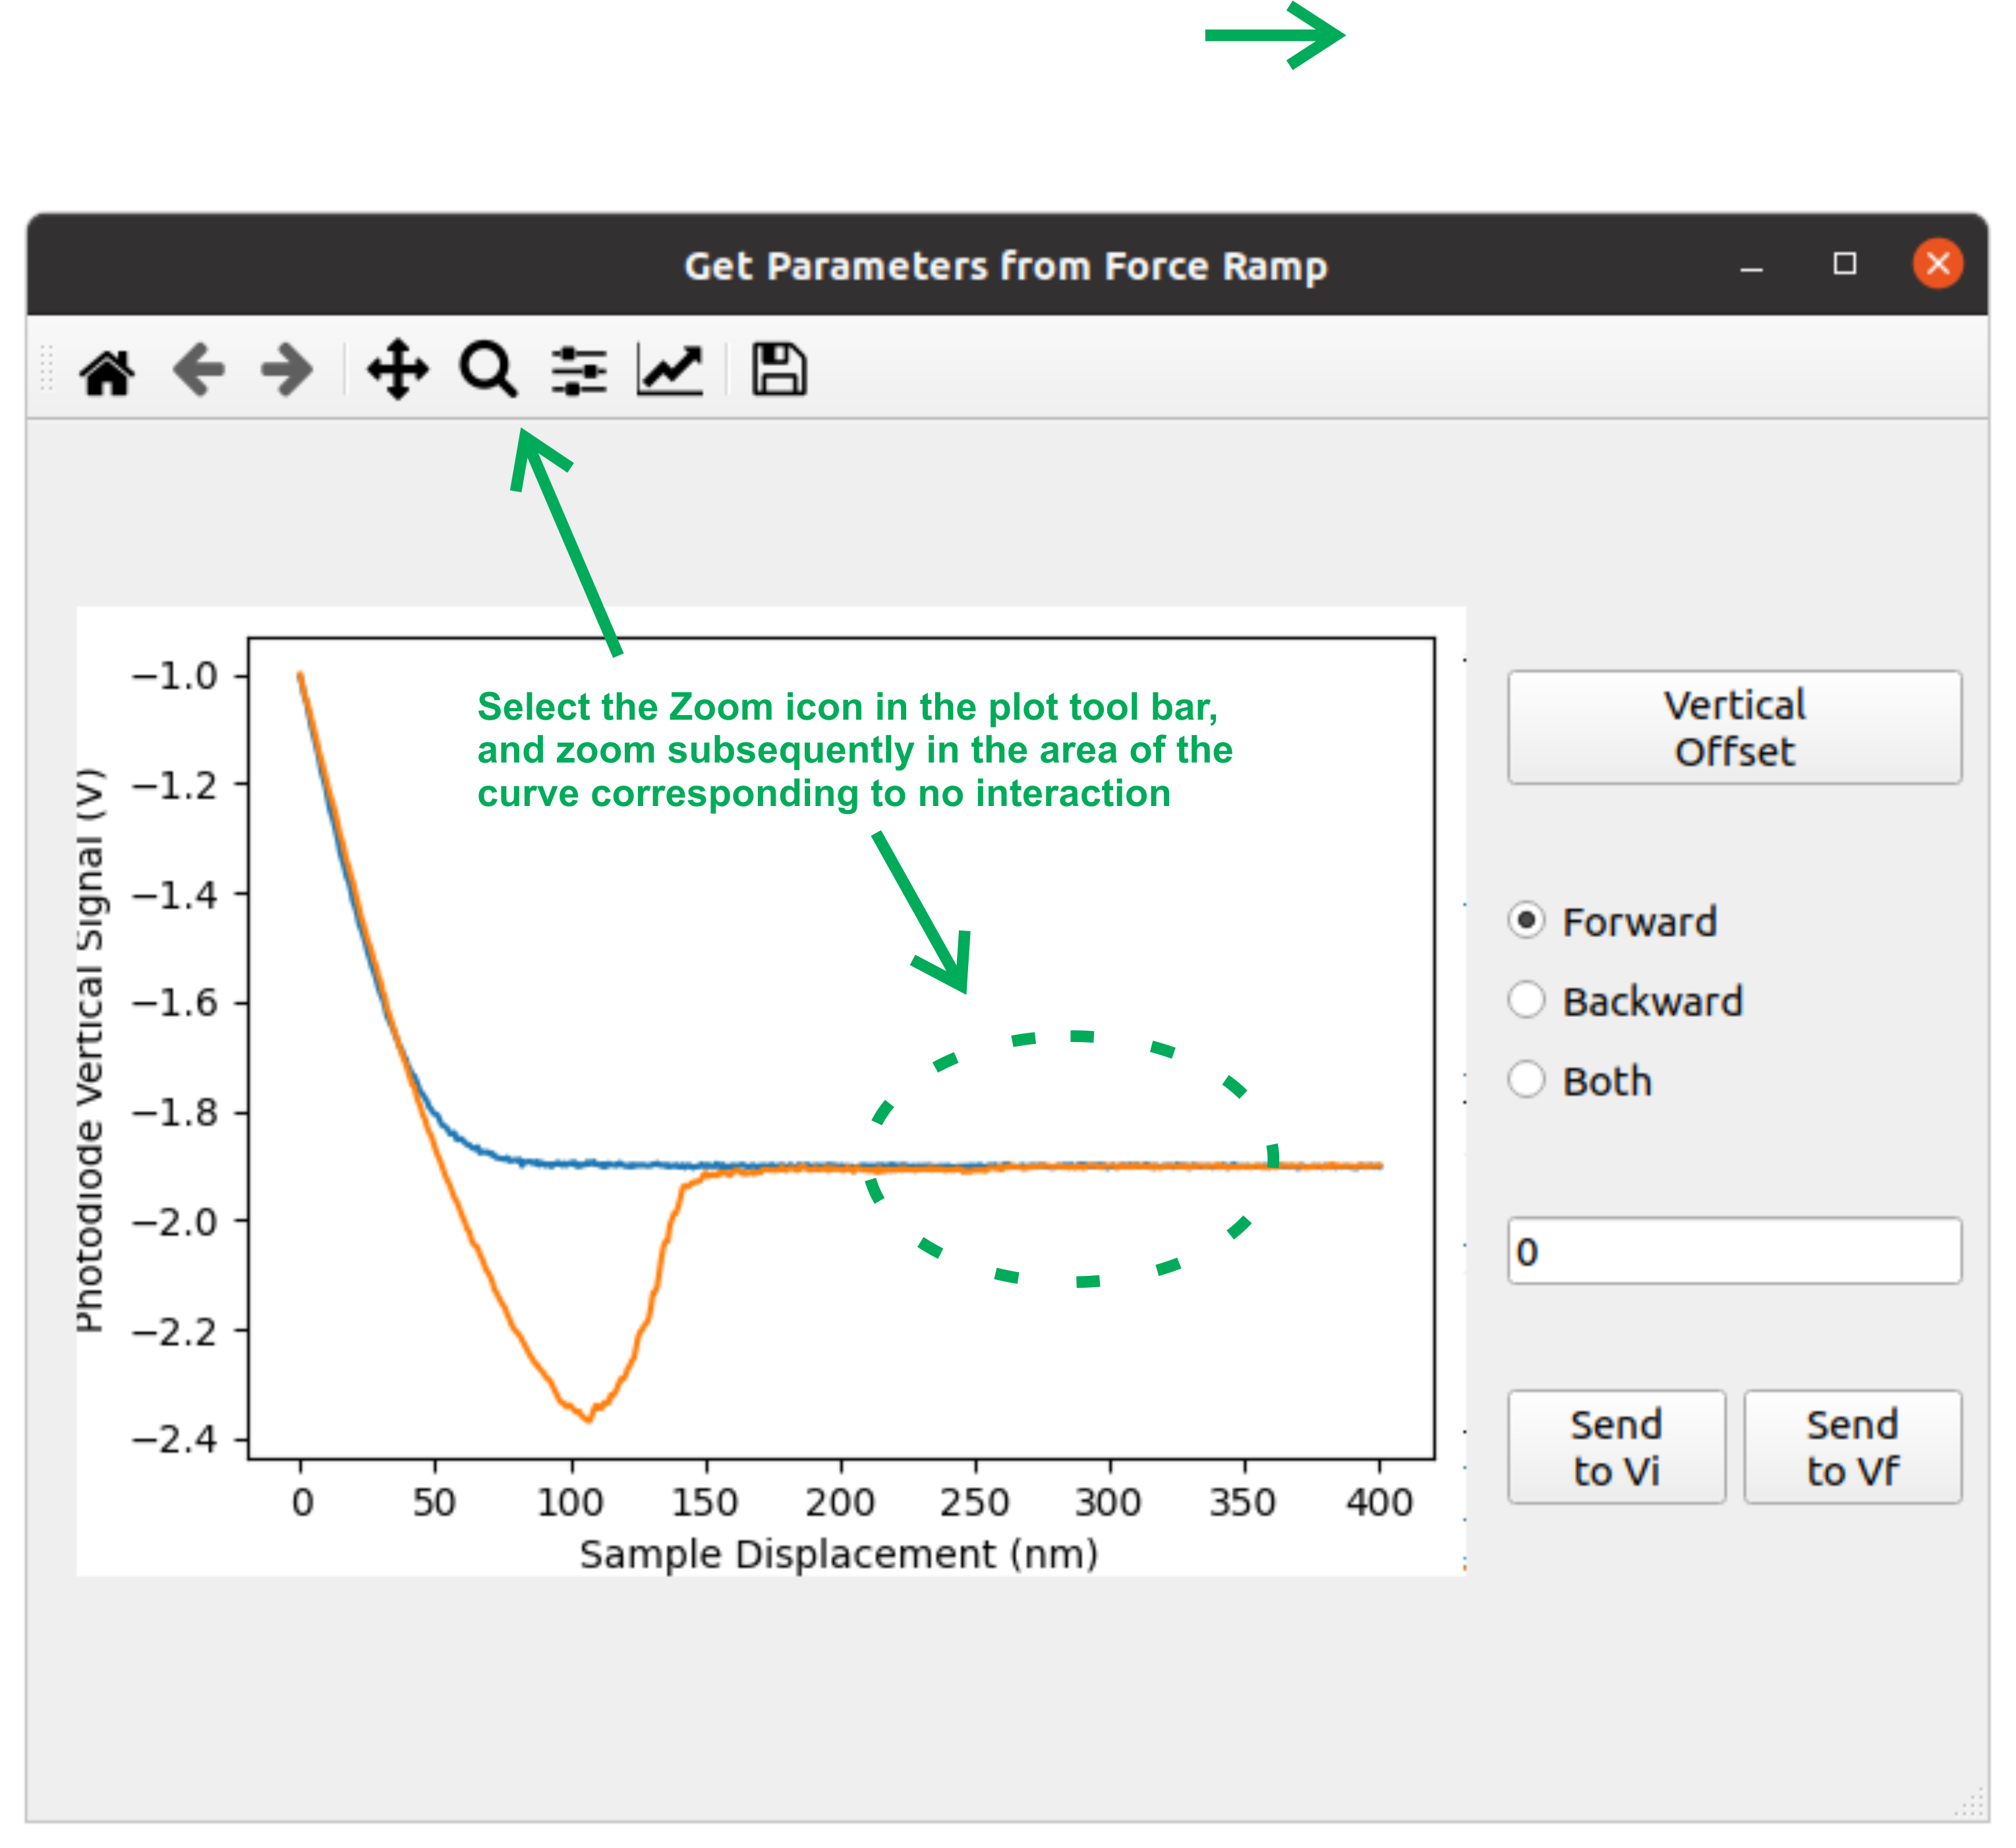 Get Parameters from Force Ramp
Select the Zoom icon in the plot tool bar,
and zoom subsequently in the area of the
curve corresponding to no interaction
Photodiode Vertical Signal (V)
−1.0
−1.2
−1.4
−1.6
−1.8
−2.0
−2.2
−2.4
0 50 100 150 200 250 300 350 400
Sample Displacement (nm)
Vertical
Offset
Forward
Backward
Both
0
Send
to Vi
Send
to Vf